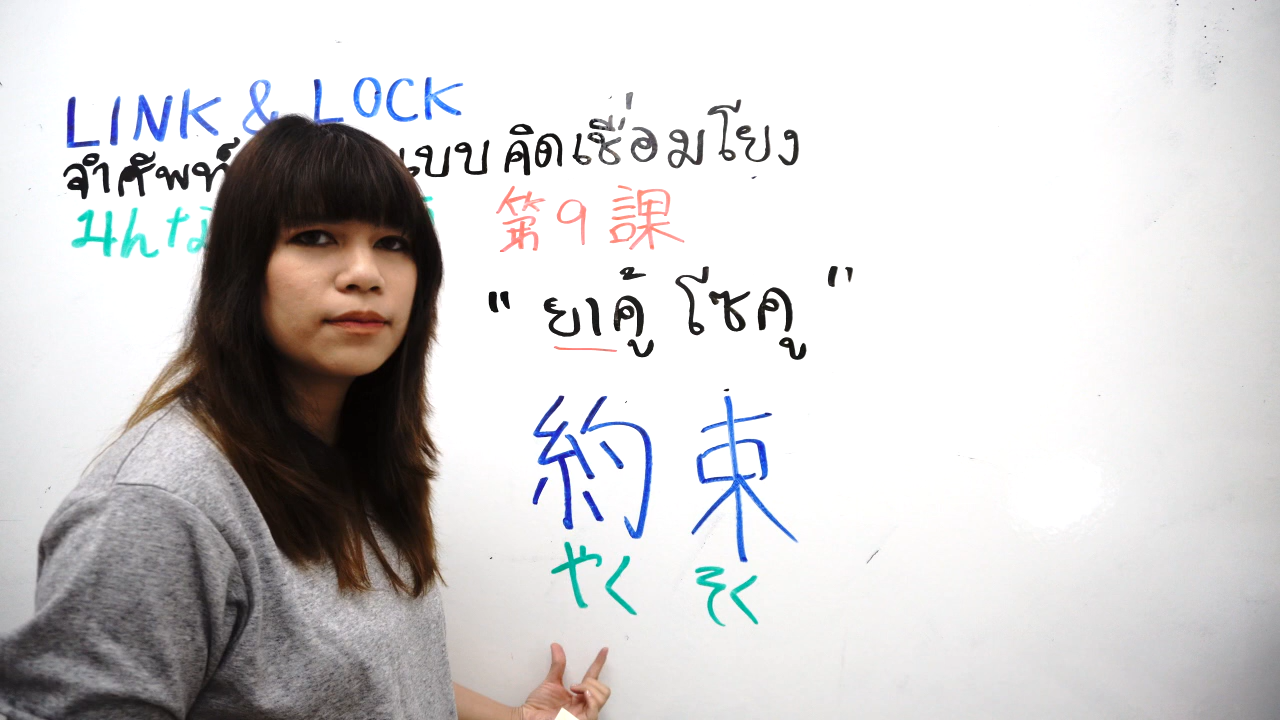 LINK & LOCK
จำศัพท์ แบบ คิดเชื่อมโยง
第9課
" ยาคู้ โซคู "
約束
やく そく